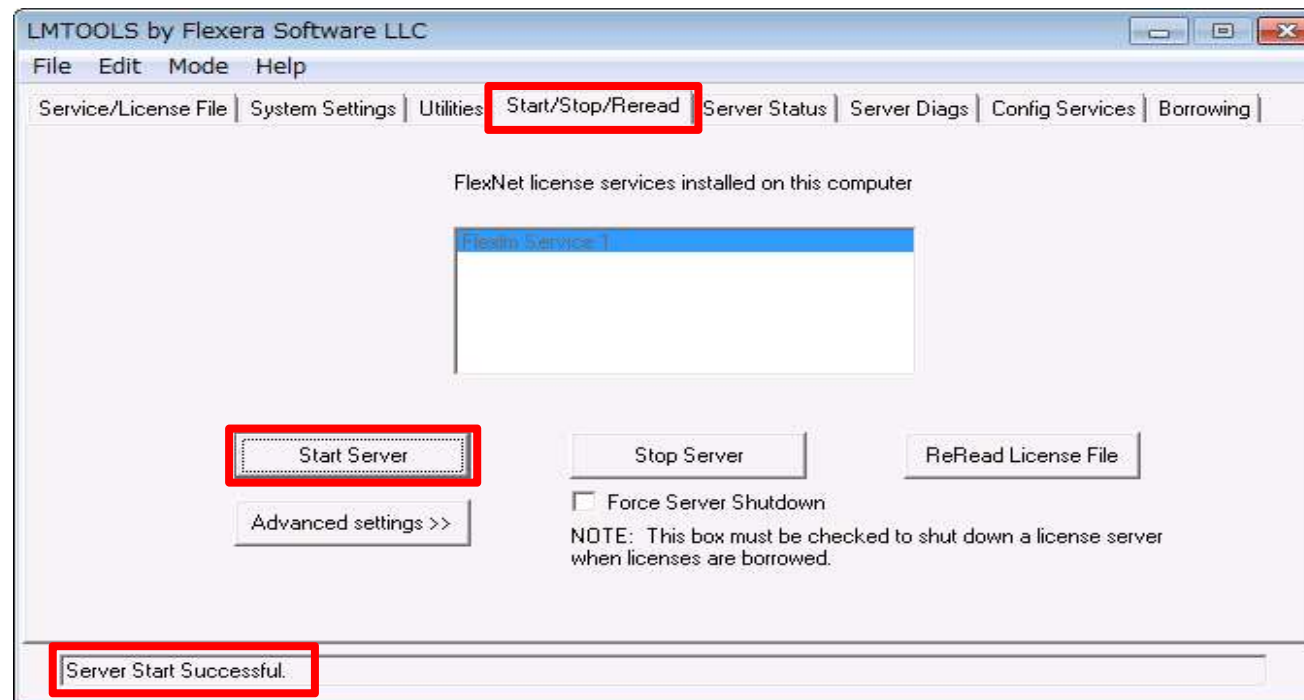 LMTOOLS by Flexera Software LLC
File Edit Mode Help
Service/License File System Settings Utilities Start/Stop/Reread Server Status Server Diags Config Services Borrowing
FlexNet license services installed on this computer
Flexlm Service 1
Start Server Stop Server ReRead License File
Advanced settings >>
Force Server Shutdown
NOTE: This box must be checked to shut down a license server
when licenses are borrowed.
Server Start Successful.